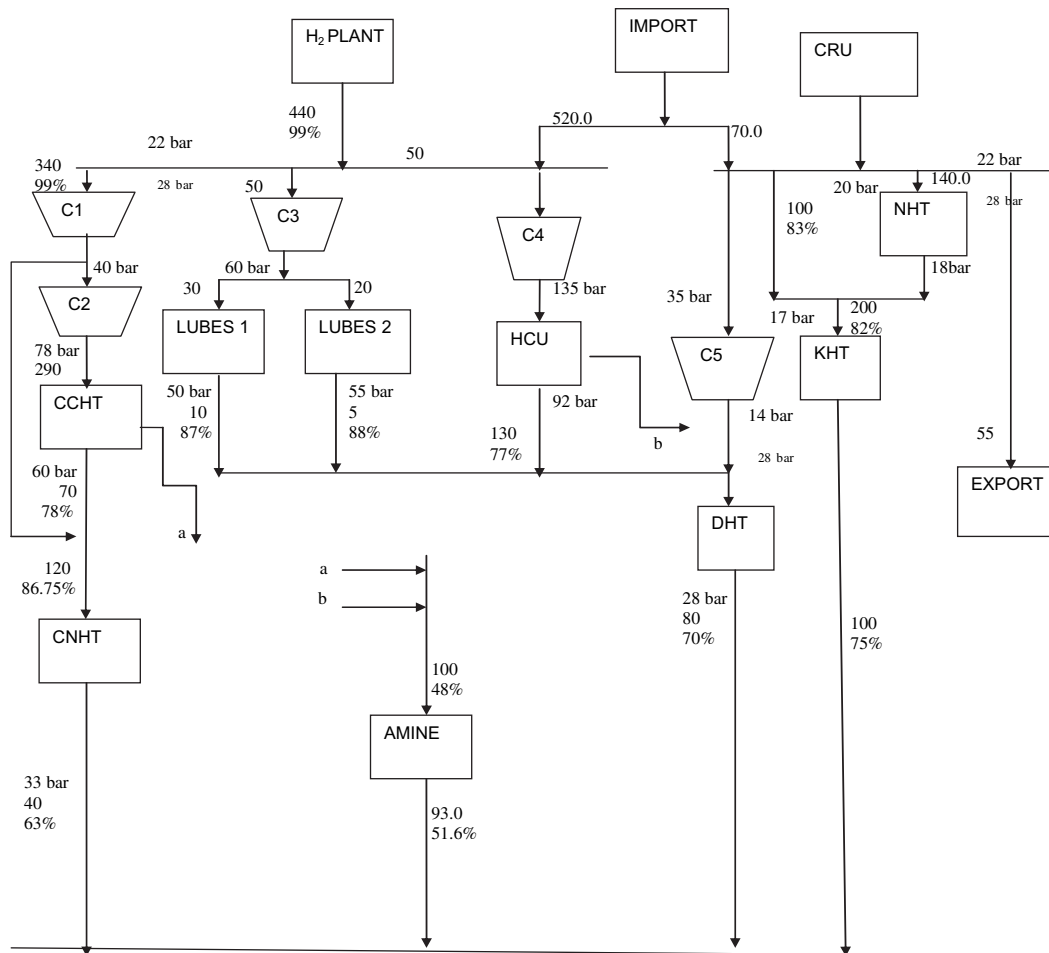 H₂ PLANT
IMPORT
CRU
440
99%
520.0
70.0
22 bar
50
22 bar
340
99%
28 bar
50
20 bar
140.0
28 bar
C1
C3
C4
100
83%
NHT
40 bar
60 bar
18bar
C2
30
20
135 bar
35 bar
17 bar
200
82%
LUBES 1
LUBES 2
HCU
KHT
78 bar
290
C5
CCHT
50 bar
10
87%
55 bar
5
88%
92 bar
14 bar
130
77%
b
55
28 bar
60 bar
70
78%
EXPORT
DHT
a
120
86.75%
a
b
28 bar
80
70%
CNHT
100
75%
100
48%
AMINE
33 bar
40
63%
93.0
51.6%